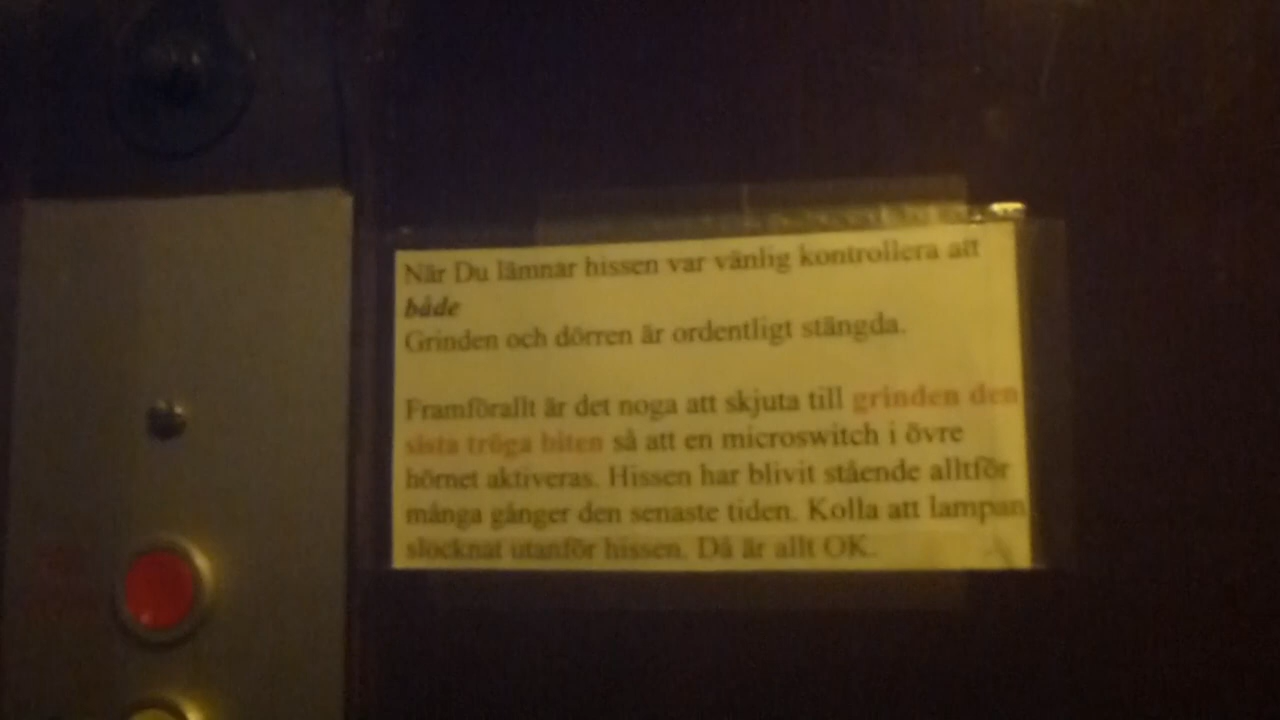 När Du lämnar hissen var vänlig kontrollera att
både
Grinden och dörren är ordentligt stängda.
Framförallt är det noga att skjuta till grinden den
sista tröga biten så att en microswitch i övre
hörnet aktiveras. Hissen har blivit stående alltför
många gånger den senaste tiden. Kolla att lampan
slocknat utanför hissen. Då är allt OK.